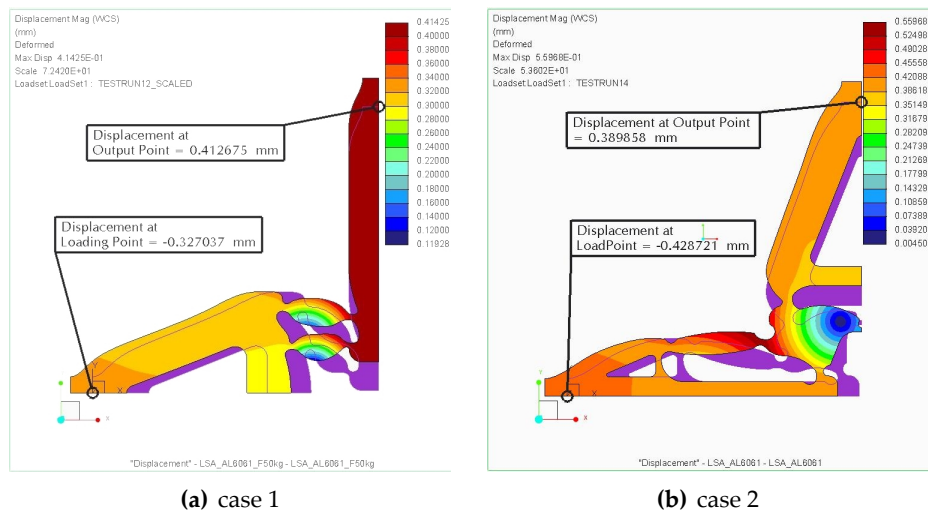 Displacement Mag (WCS)
(mm)
Deformed
Max Disp 4.1425E-01
Scale 7.2420E+01
Loadset:LoadSet1 : TESTRUN12_SCALED
0.41425
0.40000
0.38000
0.36000
0.34000
0.32000
0.30000
0.28000
0.26000
0.24000
0.22000
0.20000
0.18000
0.16000
0.14000
0.12000
0.11928
Displacement at
Output Point = 0.412675 mm
Displacement at
Loading Point = -0.327037 mm
Y
X
X
"Displacement" - LSA_AL6061_F50kg - LSA_AL6061_F50kg
(a) case 1
Displacement Mag (WCS)
(mm)
Deformed
Max Disp 5.5968E-01
Scale 5.3602E+01
Loadset:LoadSet1 : TESTRUN14
0.55968
0.52498
0.49028
0.45558
0.42088
0.38618
0.35149
0.31679
0.28209
0.24739
0.21269
0.17799
0.14329
0.10859
0.07389
0.03920
0.00450
Displacement at Output Point
= 0.389858 mm
Displacement at
LoadPoint = -0.428721 mm
Y
X
X
"Displacement" - LSA_AL6061 - LSA_AL6061
(b) case 2